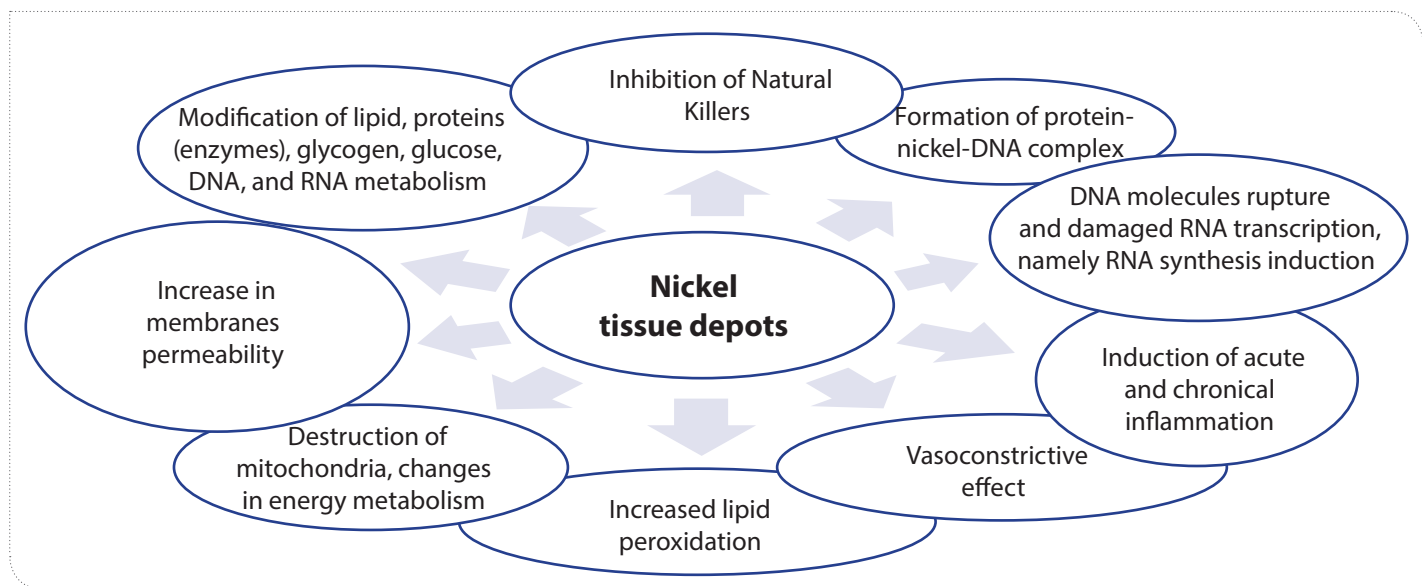 Inhibition of Natural
Killers
Formation of protein-
nickel-DNA complex
DNA molecules rupture
and damaged RNA transcription,
namely RNA synthesis induction
Induction of acute
and chronical
inflammation
Vasoconstrictive
effect
Increased lipid
peroxidation
Destruction of
mitochondria, changes
in energy metabolism
Increase in
membranes
permeability
Modification of lipid, proteins
(enzymes), glycogen, glucose,
DNA, and RNA metabolism
Nickel
tissue depots